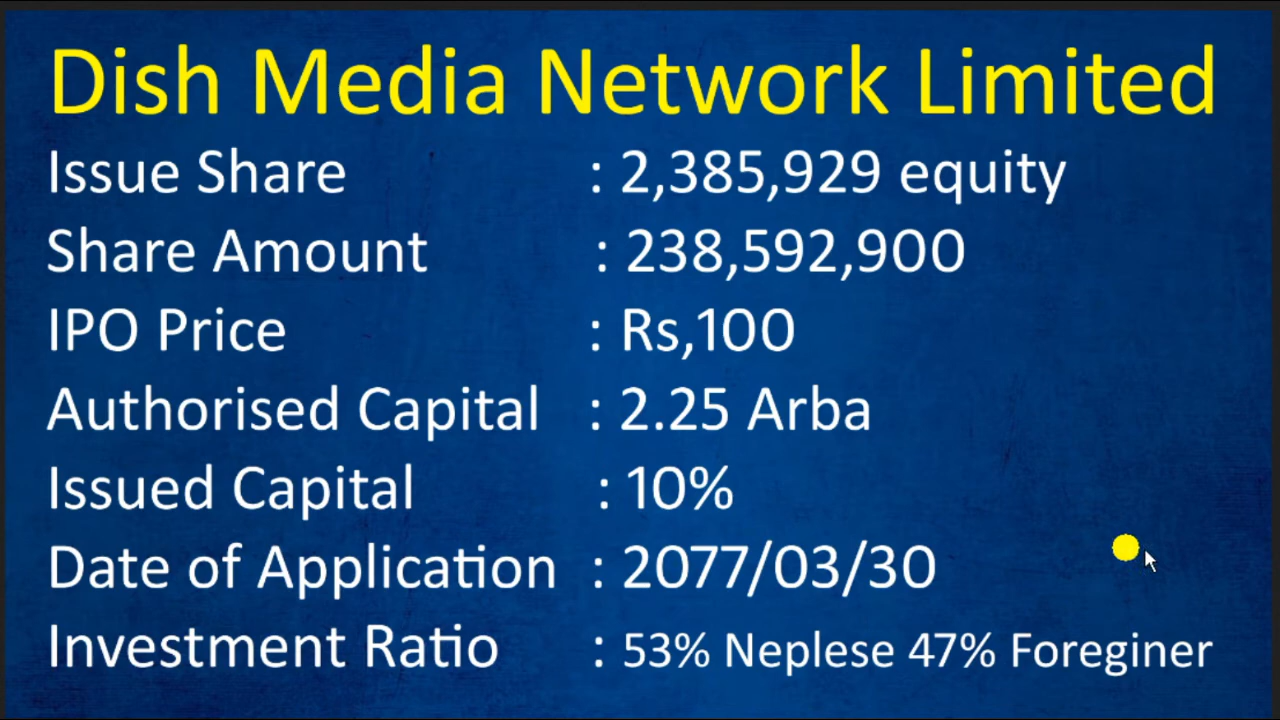 Dish Media Network Limited
Issue Share : 2,385,929 equity
Share Amount : 238,592,900
IPO Price : Rs,100
Authorised Capital : 2.25 Arba
Issued Capital : 10%
Date of Application : 2077/03/30
Investment Ratio : 53% Neplese 47% Foreginer